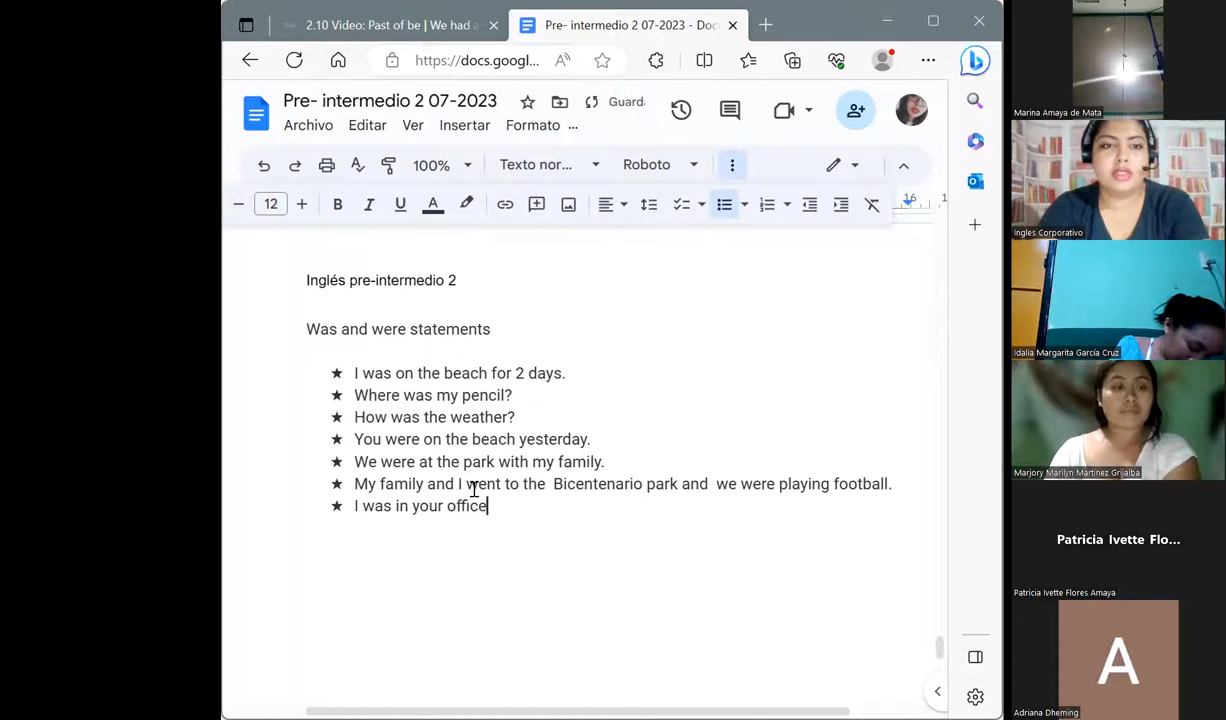 2.10 Video: Past of be | We had a
Pre- intermedio 2 07-2023 - Doc
https://docs.googl...
Pre- intermedio 2 07-2023
Guard
Archivo Editar Ver Insertar Formato ...
100% Texto nor... Roboto
12
16 1
Inglés pre-intermedio 2
Was and were statements
★ I was on the beach for 2 days.
★ Where was my pencil?
★ How was the weather?
★ You were on the beach yesterday.
★ We were at the park with my family.
★ My family and I went to the Bicentenario park and we were playing football.
★ I was in your office
Marina Amaya de Mata
Ingles Corporativo
Idalia Margarita García Cruz
Marjory Marilyn Martinez Grijalba
Patricia Ivette Flo...
Patricia Ivette Flores Amaya
A
Adriana Dheming